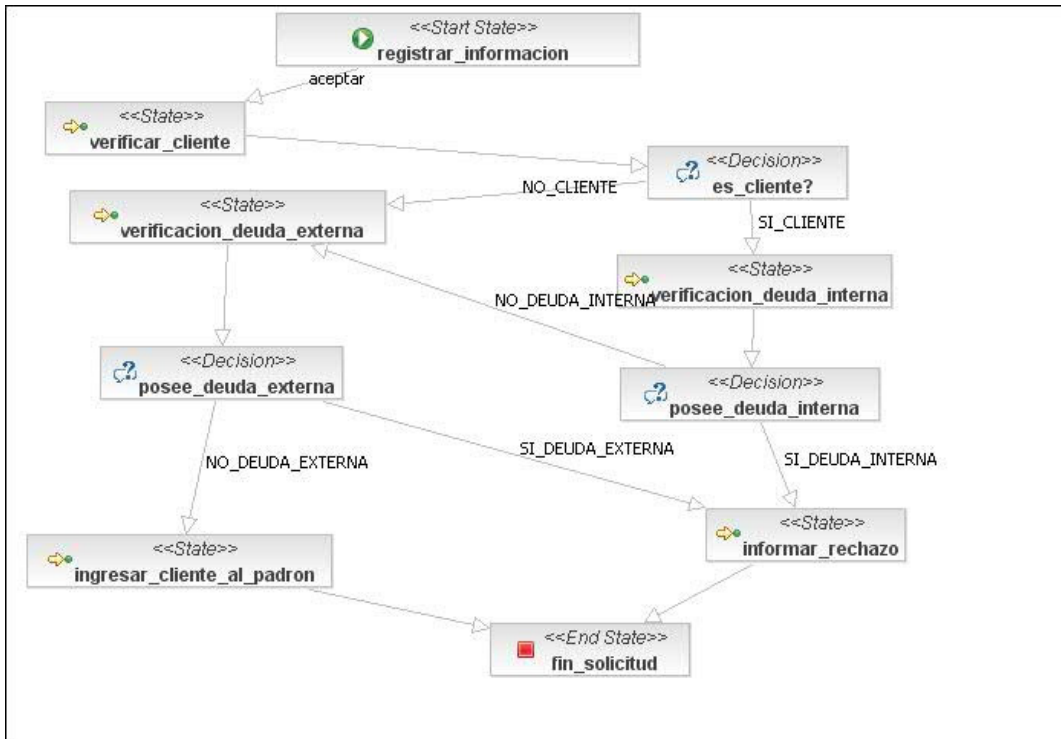 <<Start State>>
registrar_informacion
aceptar
<<State>>
verificar_cliente
<<Decision>>
es_cliente?
NO_CLIENTE
<<State>>
verificacion_deuda_externa
SI_CLIENTE
<<State>>
verificacion_deuda_interna
NO_DEUDA_INTERNA
<<Decision>>
posee_deuda_externa
<<Decision>>
posee_deuda_interna
NO_DEUDA_EXTERNA
SI_DEUDA_EXTERNA
SI_DEUDA_INTERNA
<<State>>
informar_rechazo
<<State>>
ingresar_cliente_al_padron
<<End State>>
fin_solicitud